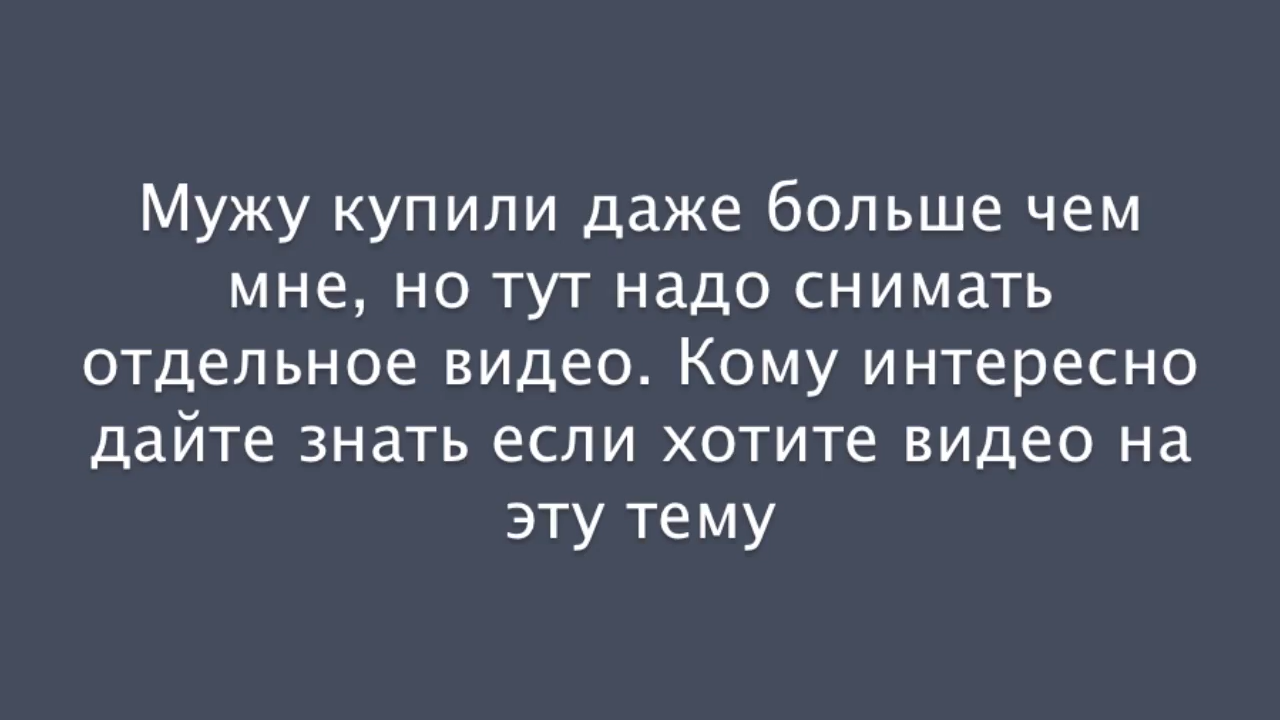 Мужу купили даже больше чем
мне, но тут надо снимать
отдельное видео. Кому интересно
дайте знать если хотите видео на
эту тему